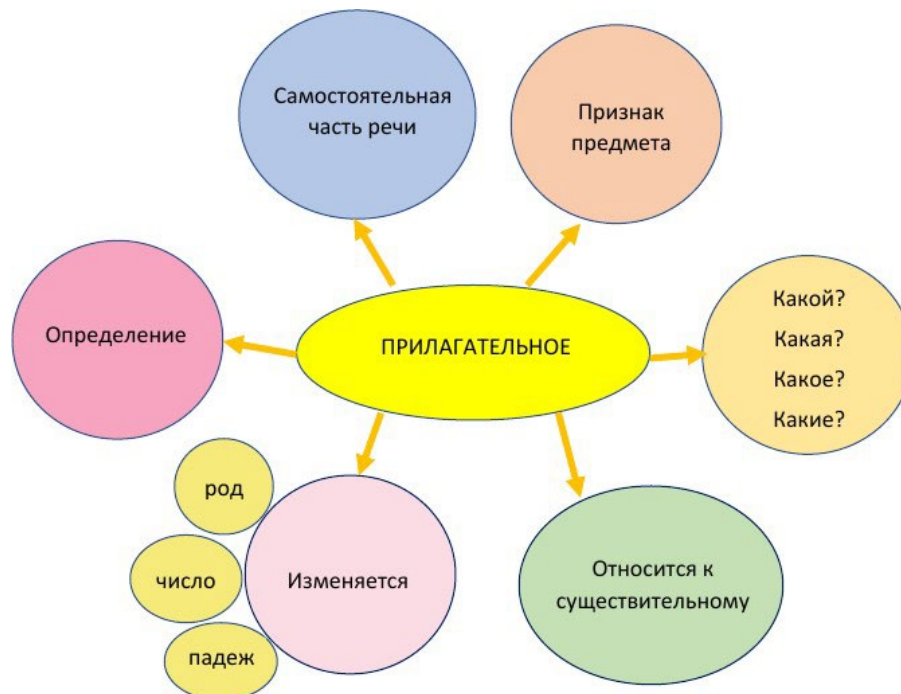 Самостоятельная
часть речи
Признак
предмета
Определение
ПРИЛАГАТЕЛЬНОЕ
Какой?
Какая?
Какое?
Какие?
род
число
падеж
Изменяется
Относится к
существительному